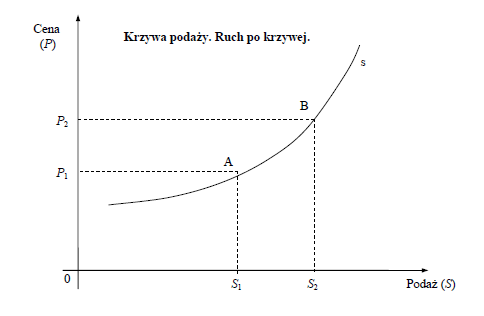 Cena
(P)
Krzywa podaży. Ruch po krzywej.
s
B
P2
A
P1
0
S1
S2
Podaż (S)